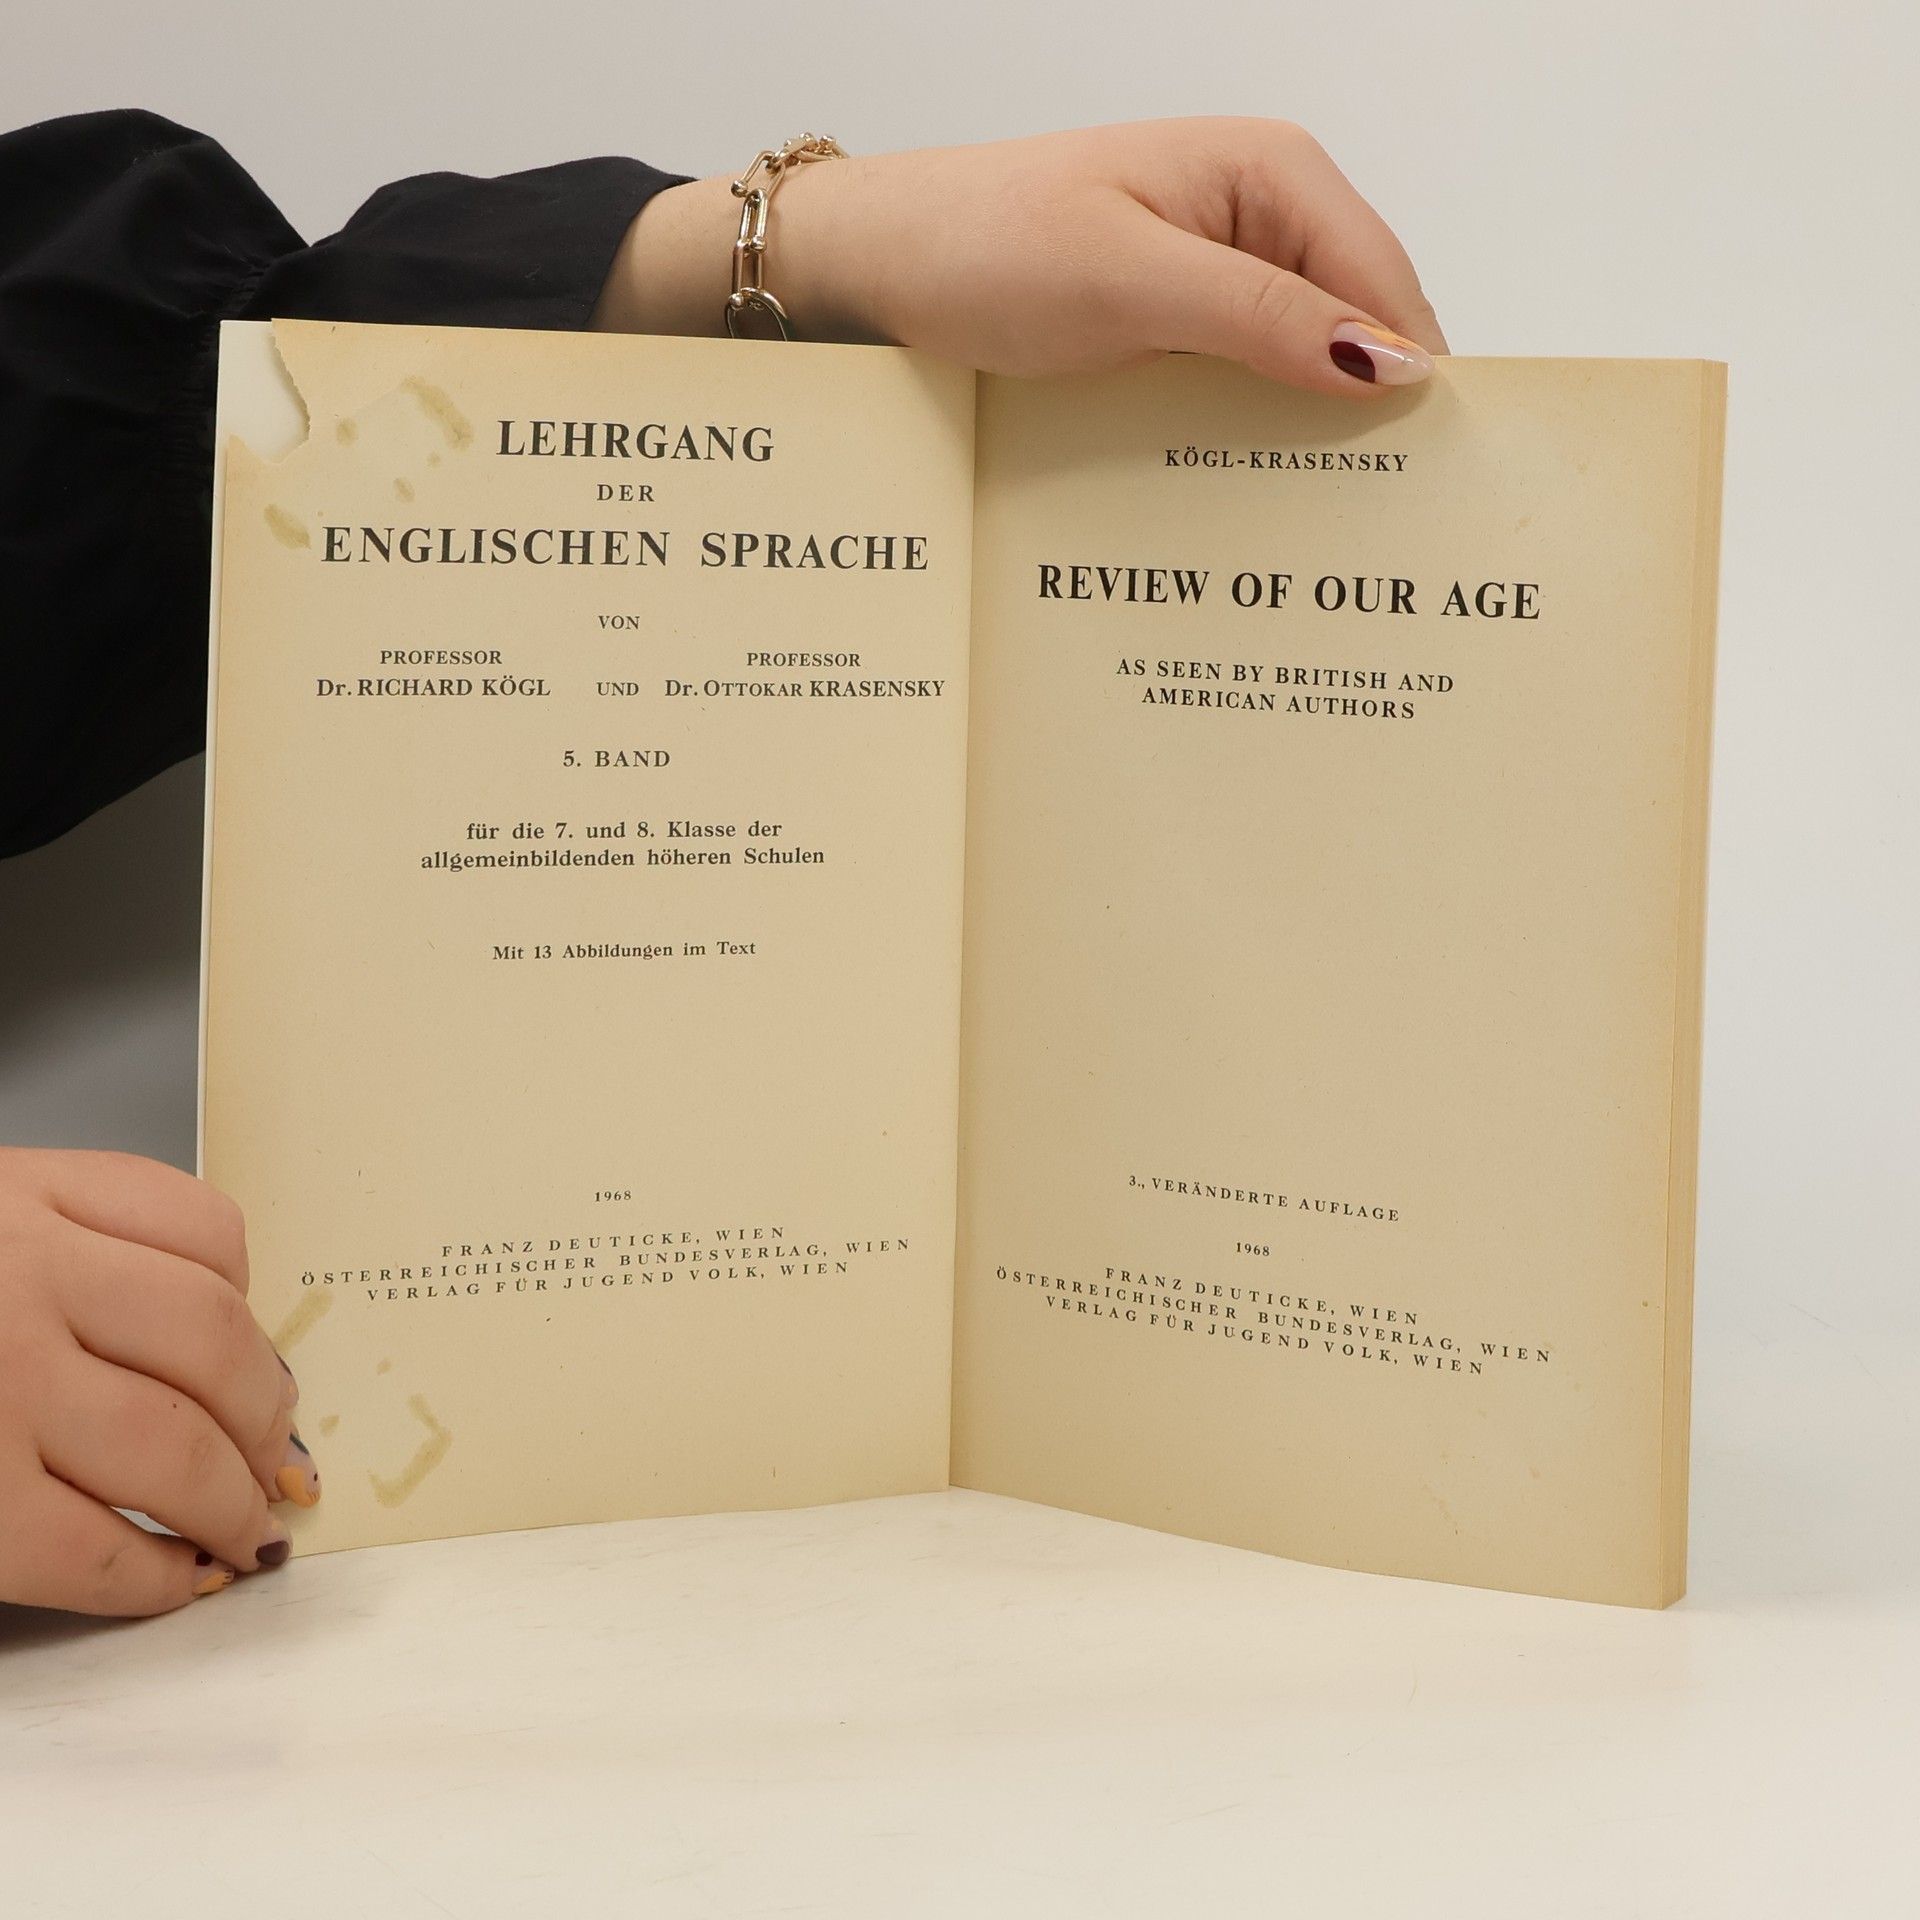 LEHRGANG
DER
ENGLISCHEN SPRACHE
VON
PROFESSOR PROFESSOR
Dr. RICHARD KÖGL UND Dr. OTTOKAR KRASENSKY
5. BAND
für die 7. und 8. Klasse der
allgemeinbildenden höheren Schulen
Mit 13 Abbildungen im Text
1968
FRANZ DEUTICKE, WIEN
ÖSTERREICHISCHER BUNDESVERLAG, WIEN
VERLAG FÜR JUGEND VOLK, WIEN
KÖGL-KRASENSKY
REVIEW OF OUR AGE
AS SEEN BY BRITISH AND
AMERICAN AUTHORS
3., VERÄNDERTE AUFLAGE
1968
FRANZ DEUTICKE, WIEN
ÖSTERREICHISCHER BUNDESVERLAG, WIEN
VERLAG FÜR JUGEND VOLK, WIEN